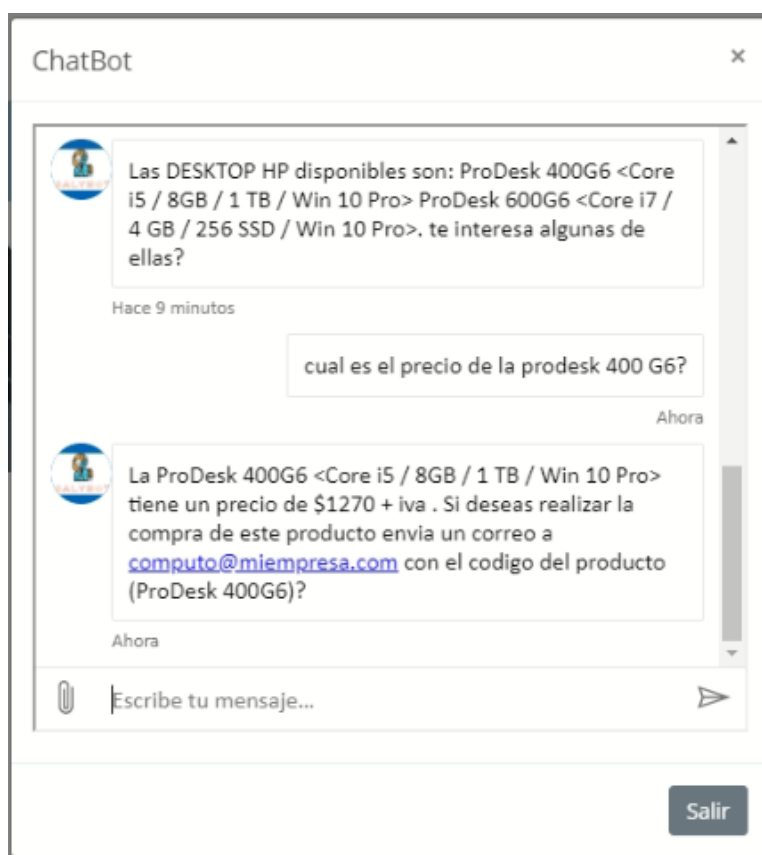 ChatBot
×
Las DESKTOP HP disponibles son: ProDesk 400G6 <Core
i5 / 8GB / 1 TB / Win 10 Pro> ProDesk 600G6 <Core i7 /
4 GB / 256 SSD / Win 10 Pro>. te interesa algunas de
ellas?
Hace 9 minutos
cual es el precio de la prodesk 400 G6?
Ahora
La ProDesk 400G6 <Core i5 / 8GB / 1 TB / Win 10 Pro>
tiene un precio de $1270 + iva . Si deseas realizar la
compra de este producto envia un correo a
computo@miempresa.com con el codigo del producto
(ProDesk 400G6)?
Ahora
Escribe tu mensaje...
Salir